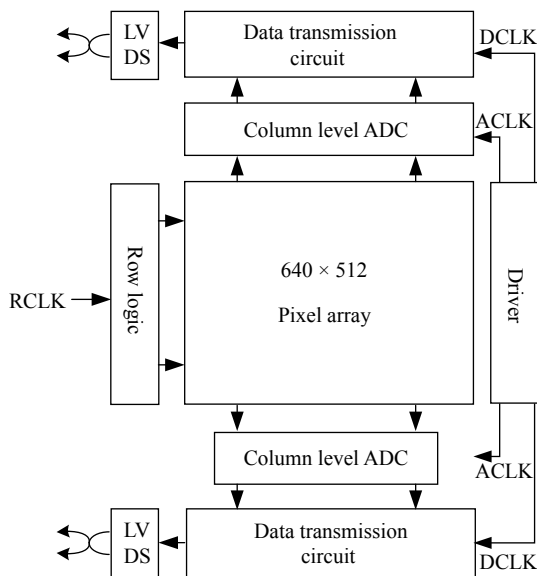 LV
DS
Data transmission
circuit
DCLK
Column level ADC
ACLK
RCLK
Row logic
640 × 512
Pixel array
Driver
Column level ADC
ACLK
LV
DS
Data transmission
circuit
DCLK